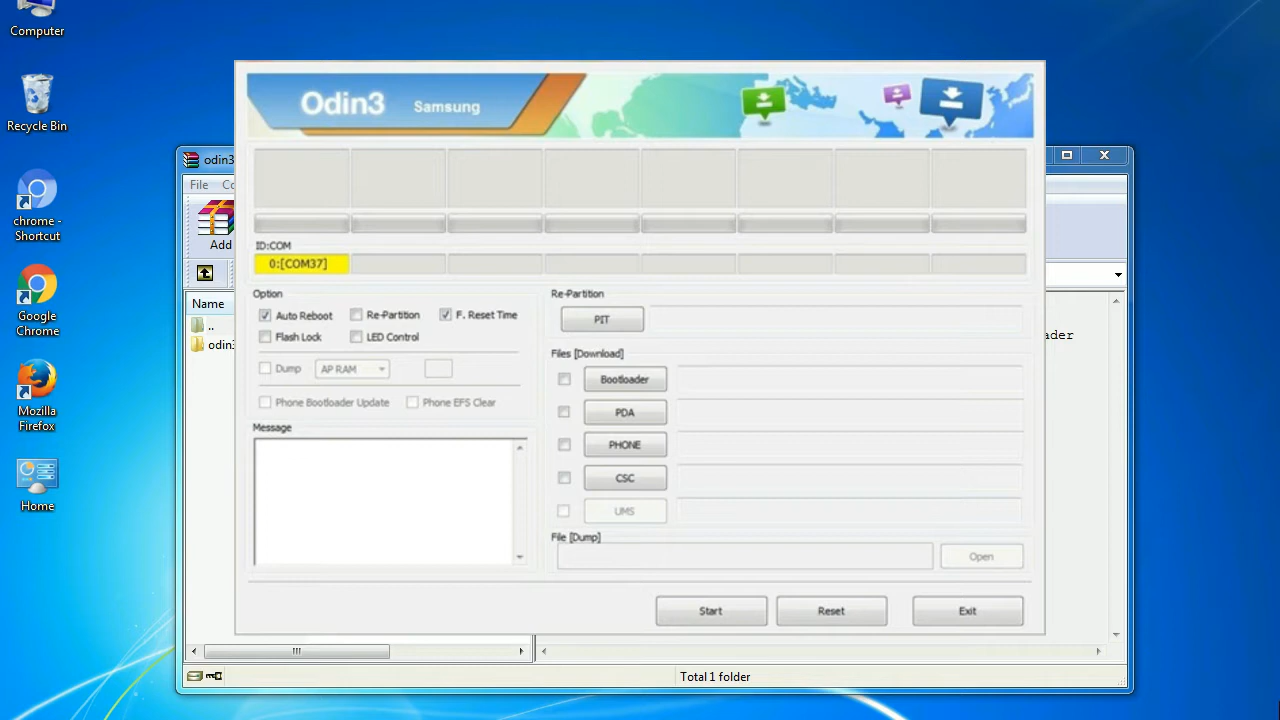 Computer
Recycle Bin
chrome -
Shortcut
Google
Chrome
Mozilla
Firefox
Home
odin3
File
Add
Name
..
odin3
Odin3 Samsung
ID:COM
0:[COM37]
Option
Auto Reboot
Re-Partition
F. Reset Time
Flash Lock
LED Control
Dump
AP RAM
Phone Bootloader Update
Phone EFS Clear
Message
Re-Partition
PIT
Files [Download]
Bootloader
PDA
PHONE
CSC
UMS
File [Dump]
Open
Start
Reset
Exit
Total 1 folder